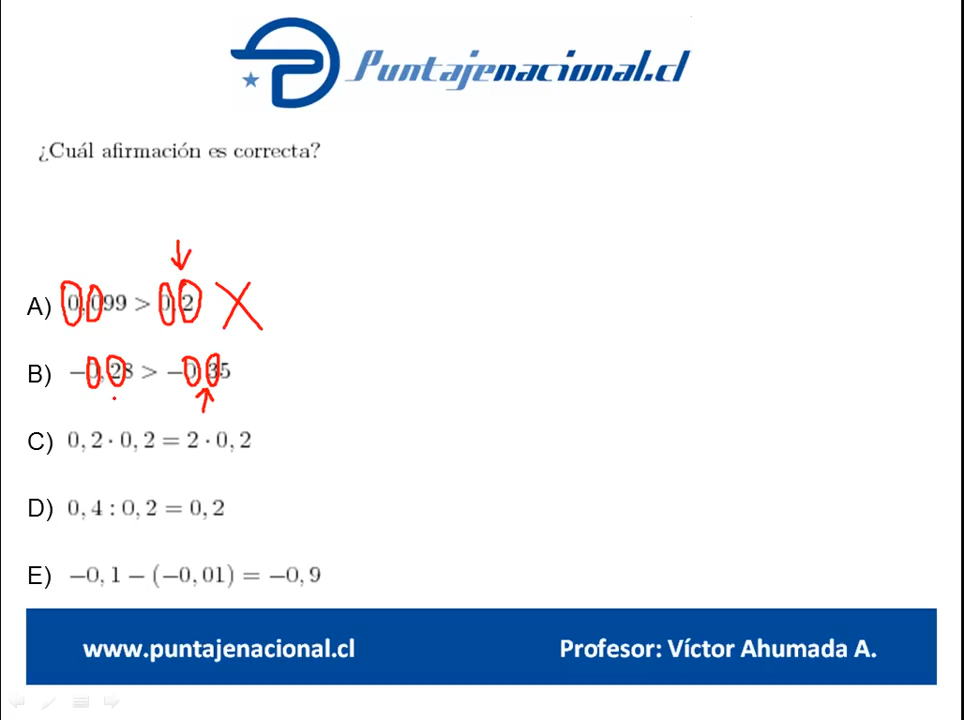 Puntajenacional.cl
¿Cuál afirmación es correcta?
A) 0,099 > 0,2
B) −0,28 > −0,35
C) 0,2 · 0,2 = 2 · 0,2
D) 0,4 : 0,2 = 0,2
E) −0,1 − (−0,01) = −0,9
www.puntajenacional.cl Profesor: Víctor Ahumada A.